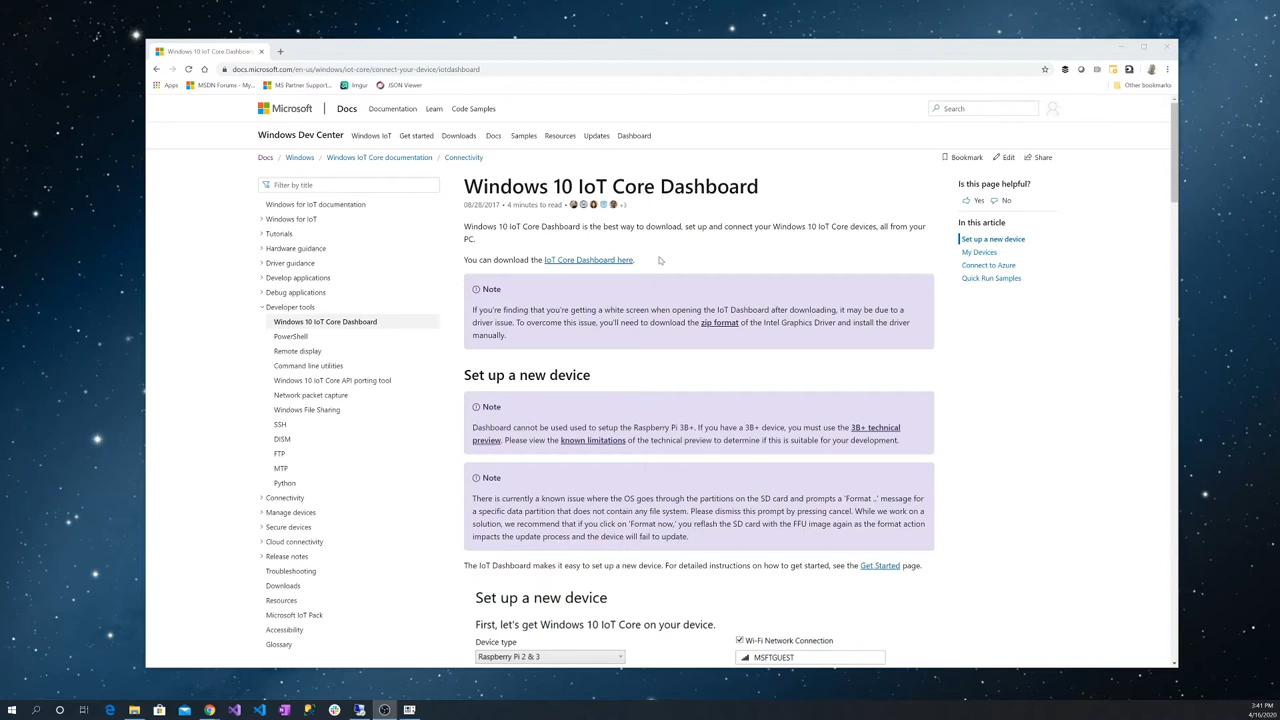 Windows 10 IoT Core Dashboar
docs.microsoft.com/en-us/windows/iot-core/connect-your-device/iotdashboard
Apps MSDN Forums - My... MS Partner Support... Imgur JSON Viewer Other bookmarks
Microsoft Docs Documentation Learn Code Samples Search
Windows Dev Center Windows IoT Get started Downloads Docs Samples Resources Updates Dashboard
Docs / Windows / Windows IoT Core documentation / Connectivity
Bookmark Edit Share
Filter by title
Windows for IoT documentation
Windows for IoT
Tutorials
Hardware guidance
Driver guidance
Develop applications
Debug applications
Developer tools
Windows 10 IoT Core Dashboard
PowerShell
Remote display
Command line utilities
Windows 10 IoT Core API porting tool
Network packet capture
Windows File Sharing
SSH
DISM
FTP
MTP
Python
Connectivity
Manage devices
Secure devices
Cloud connectivity
Release notes
Troubleshooting
Downloads
Resources
Microsoft IoT Pack
Accessibility
Glossary
Windows 10 IoT Core Dashboard
08/28/2017 • 4 minutes to read • +3
Windows 10 IoT Core Dashboard is the best way to download, set up and connect your Windows 10 IoT Core devices, all from your
PC.
You can download the IoT Core Dashboard here.
Note
If you're finding that you're getting a white screen when opening the IoT Dashboard after downloading, it may be due to a
driver issue. To overcome this issue, you'll need to download the zip format of the Intel Graphics Driver and install the driver
manually.
Set up a new device
Note
Dashboard cannot be used used to setup the Raspberry Pi 3B+. If you have a 3B+ device, you must use the 3B+ technical
preview. Please view the known limitations of the technical preview to determine if this is suitable for your development.
Note
There is currently a known issue where the OS goes through the partitions on the SD card and prompts a 'Format ..' message for
a specific data partition that does not contain any file system. Please dismiss this prompt by pressing cancel. While we work on a
solution, we recommend that if you click on 'Format now,' you reflash the SD card with the FFU image again as the format action
impacts the update process and the device will fail to update.
The IoT Dashboard makes it easy to set up a new device. For detailed instructions on how to get started, see the Get Started page.
Set up a new device
First, let's get Windows 10 IoT Core on your device.
Device type
Wi-Fi Network Connection
Raspberry Pi 2 & 3
MSFTGUEST
Is this page helpful?
Yes No
In this article
Set up a new device
My Devices
Connect to Azure
Quick Run Samples
3:41 PM
4/16/2020